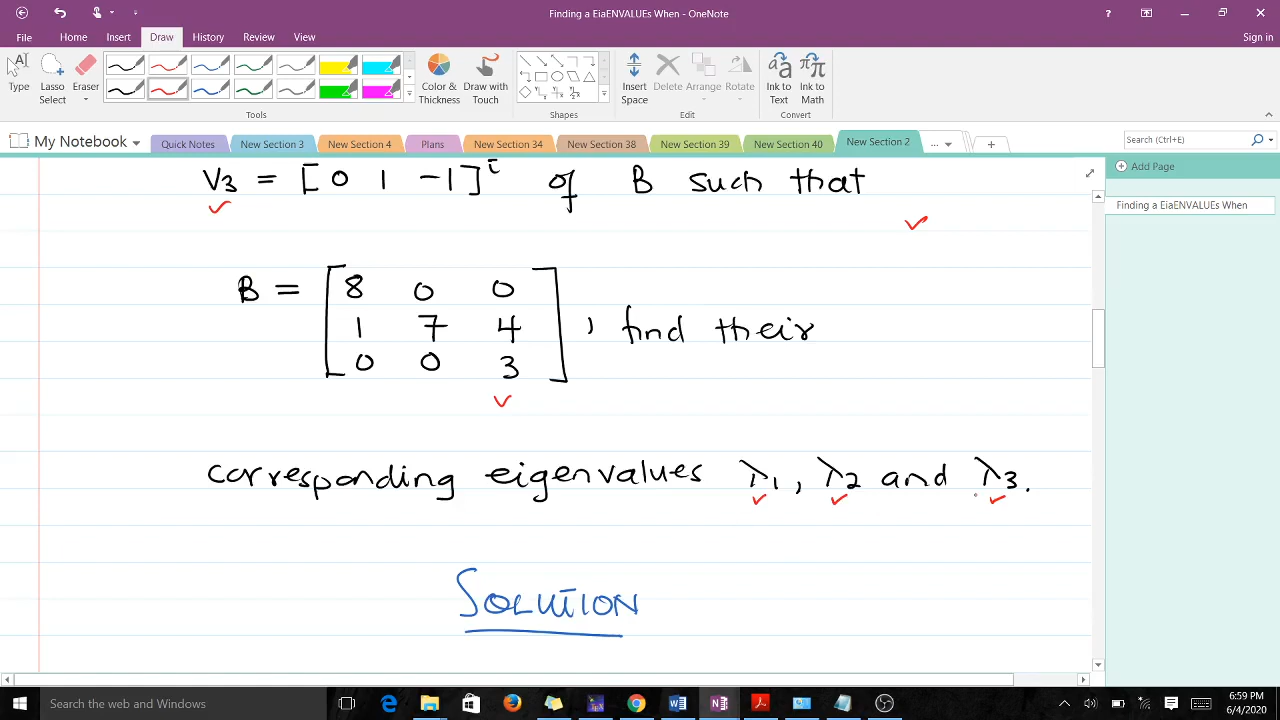 Finding a EiaENVALUEs When - OneNote
File Home Insert Draw History Review View Sign in
Type
Lasso Select
Eraser
Color & Thickness
Draw with Touch
Insert Space
Delete
Arrange
Rotate
Ink to Text
Ink to Math
Tools
Shapes
Edit
Convert
My Notebook Quick Notes New Section 3 New Section 4 Plans New Section 34 New Section 38 New Section 39 New Section 40 New Section 2 ... Search (Ctrl+E)
Add Page
Finding a EiaENVALUEs When
V3 = [0 1 -1]^T of B such that
B = [8 0 0
1 7 4
0 0 3] , find their
corresponding eigenvalues λ1, λ2 and λ3.
SOLUTION
Search the web and Windows
6:59 PM
6/4/2020